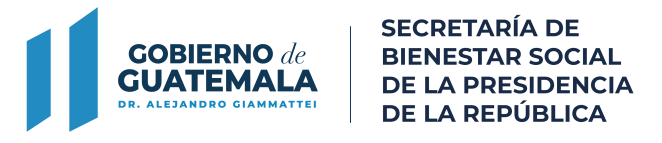 GOBIERNO de
GUATEMALA
DR. ALEJANDRO GIAMMATTEI
SECRETARÍA DE
BIENESTAR SOCIAL
DE LA PRESIDENCIA
DE LA REPÚBLICA